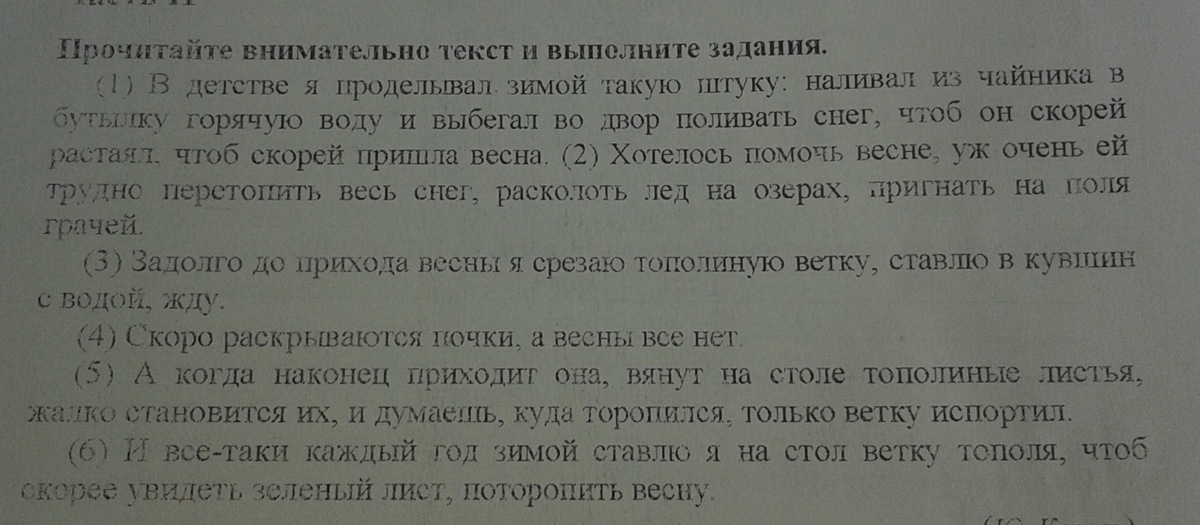 Прочитайте внимательно текст и выполните задания.
(1) В детстве я проделывал зимой такую штуку: наливал из чайника в
бутылку горячую воду и выбегал во двор поливать снег, чтоб он скорей
растаял. чтоб скорей пришла весна. (2) Хотелось помочь весне, уж очень ей
трудно перетопить весь снег, расколоть лед на озерах, пригнать на поля
грачей.
(3) Задолго до прихода весны я срезаю тополиную ветку, ставлю в кувшин
с водой, жду.
(4) Скоро раскрываются почки, а весны все нет.
(5) А когда наконец приходит она, вянут на столе тополиные листья,
жалко становится их, и думаешь, куда торопился, только ветку испортил.
(6) И все-таки каждый год зимой ставлю я на стол ветку тополя, чтоб
скорее увидеть зеленый лист, поторопить весну.